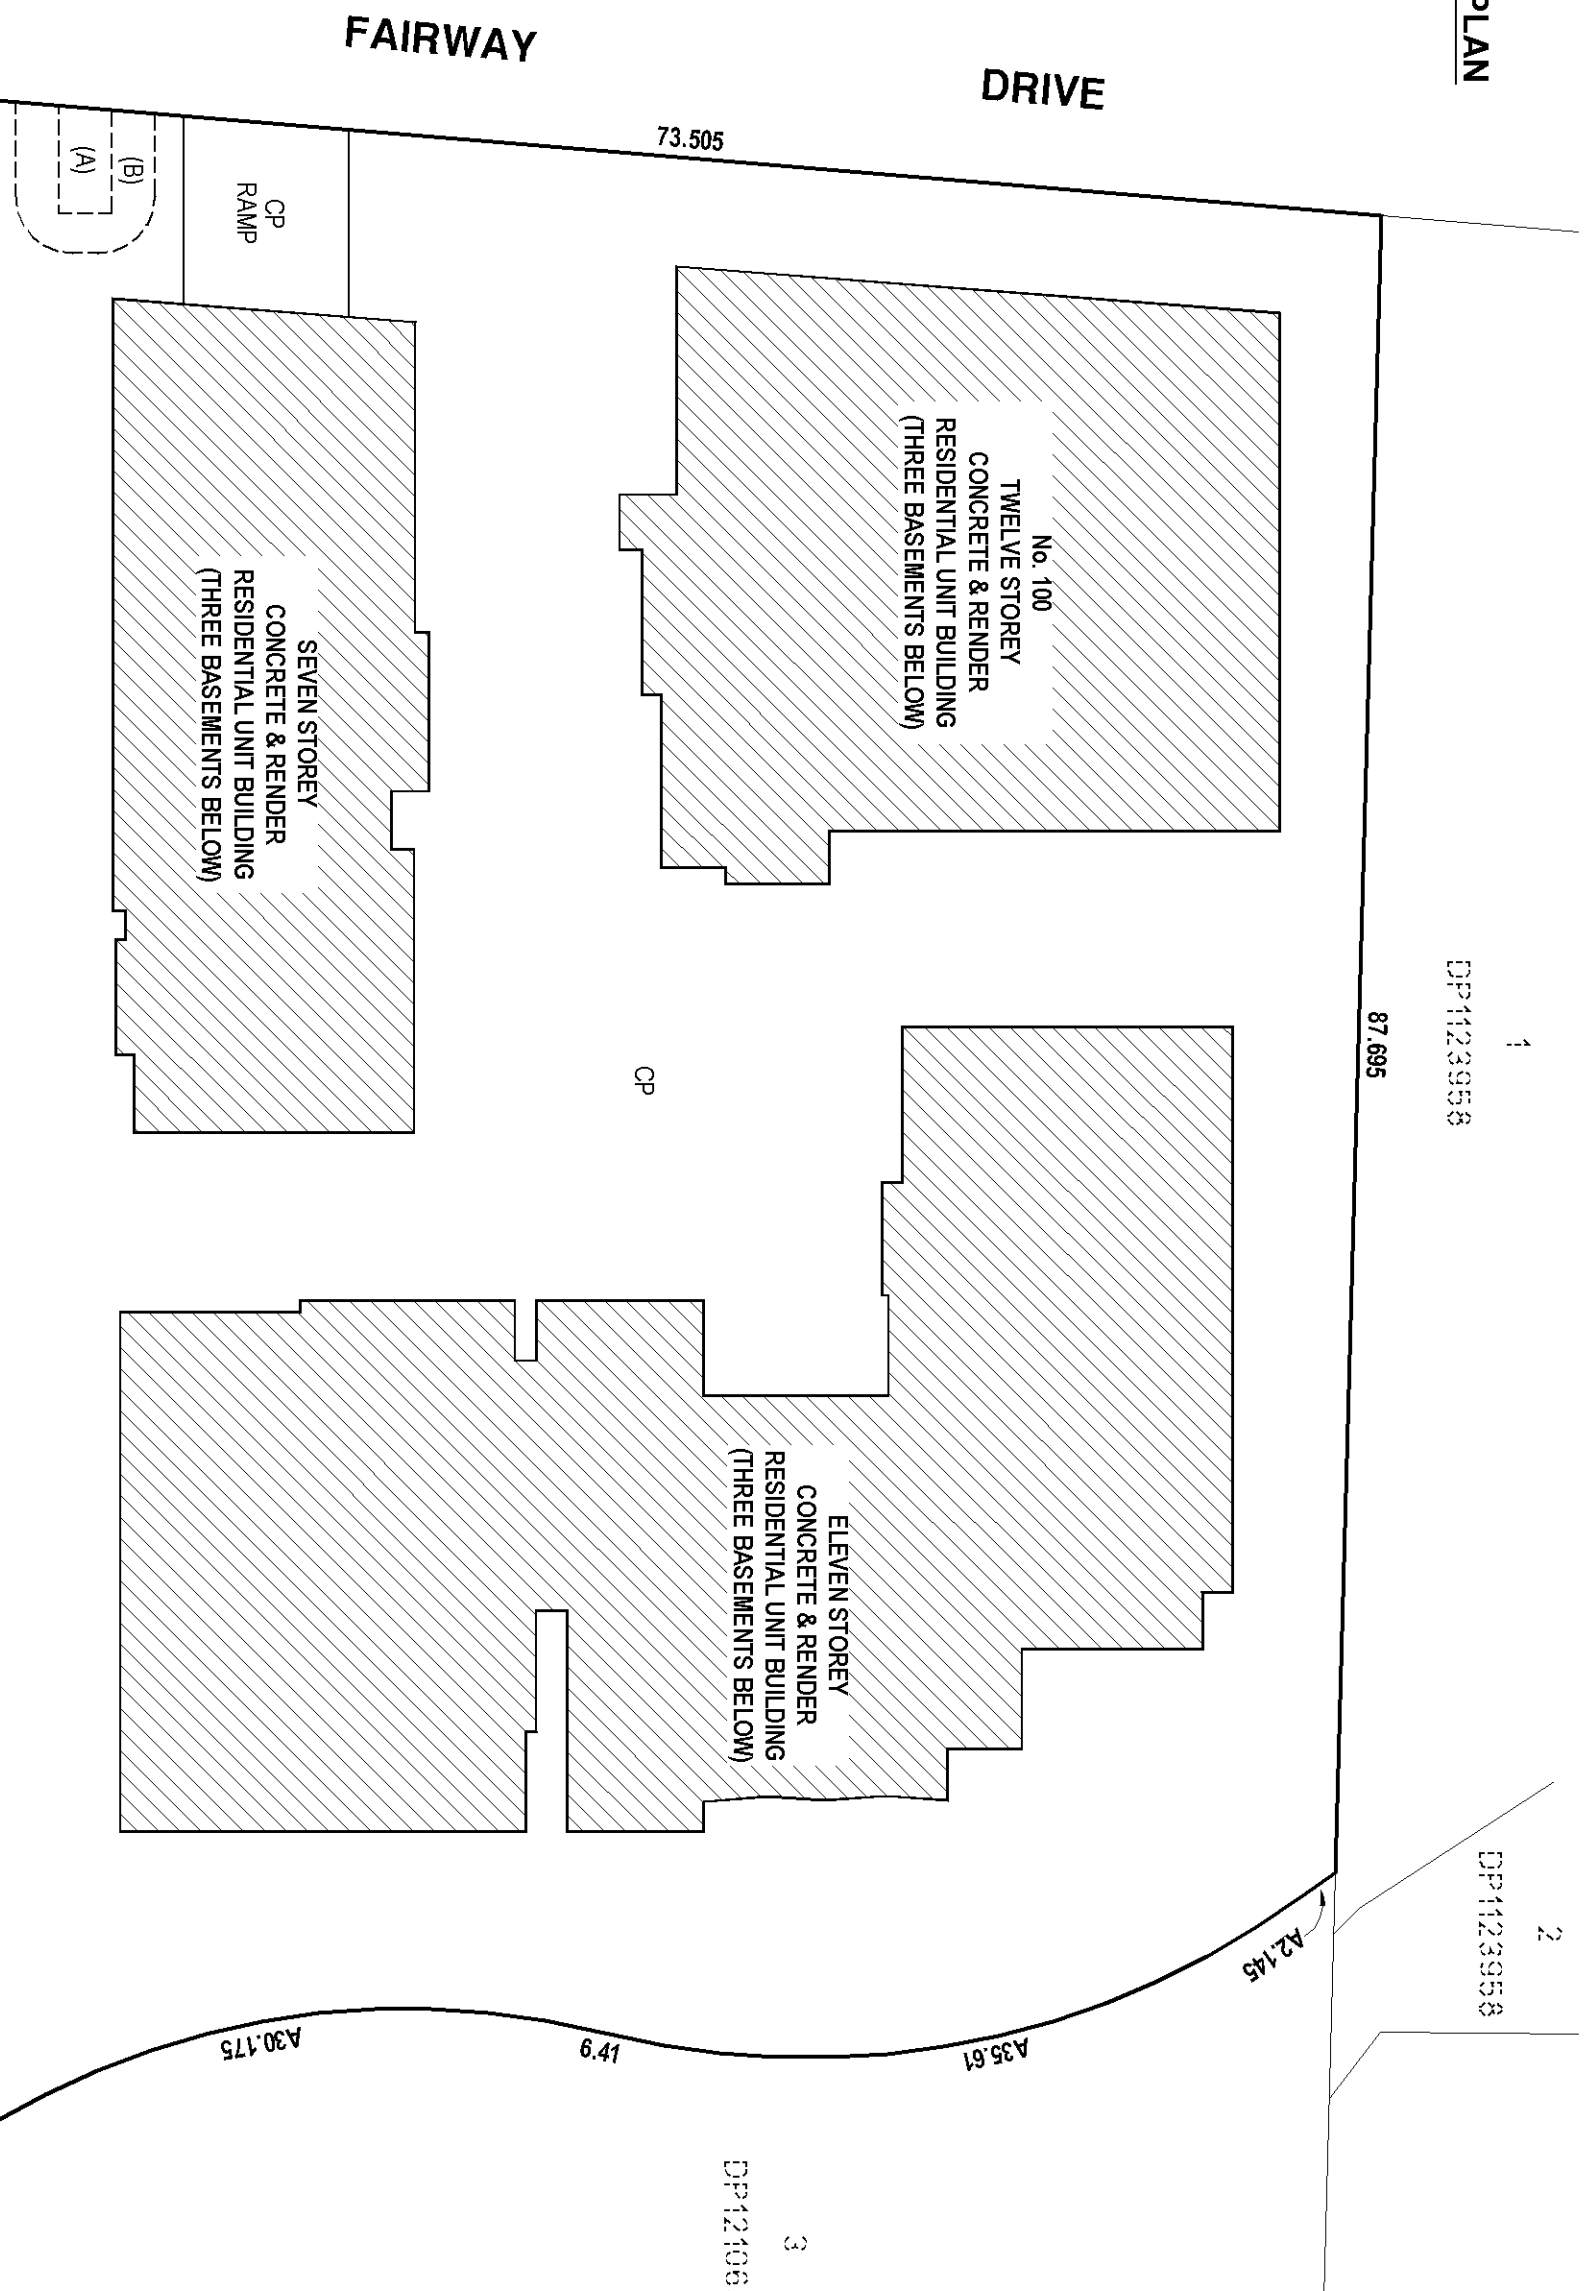 PLAN
FAIRWAY DRIVE
73.505
(A)
(B)
CP
RAMP
No. 100
TWELVE STOREY
CONCRETE & RENDER
RESIDENTIAL UNIT BUILDING
(THREE BASEMENTS BELOW)
SEVEN STOREY
CONCRETE & RENDER
RESIDENTIAL UNIT BUILDING
(THREE BASEMENTS BELOW)
1
DP1123958
87.695
CP
ELEVEN STOREY
CONCRETE & RENDER
RESIDENTIAL UNIT BUILDING
(THREE BASEMENTS BELOW)
2
DP1123958
A2.145
A35.61
6.41
A30.175
3